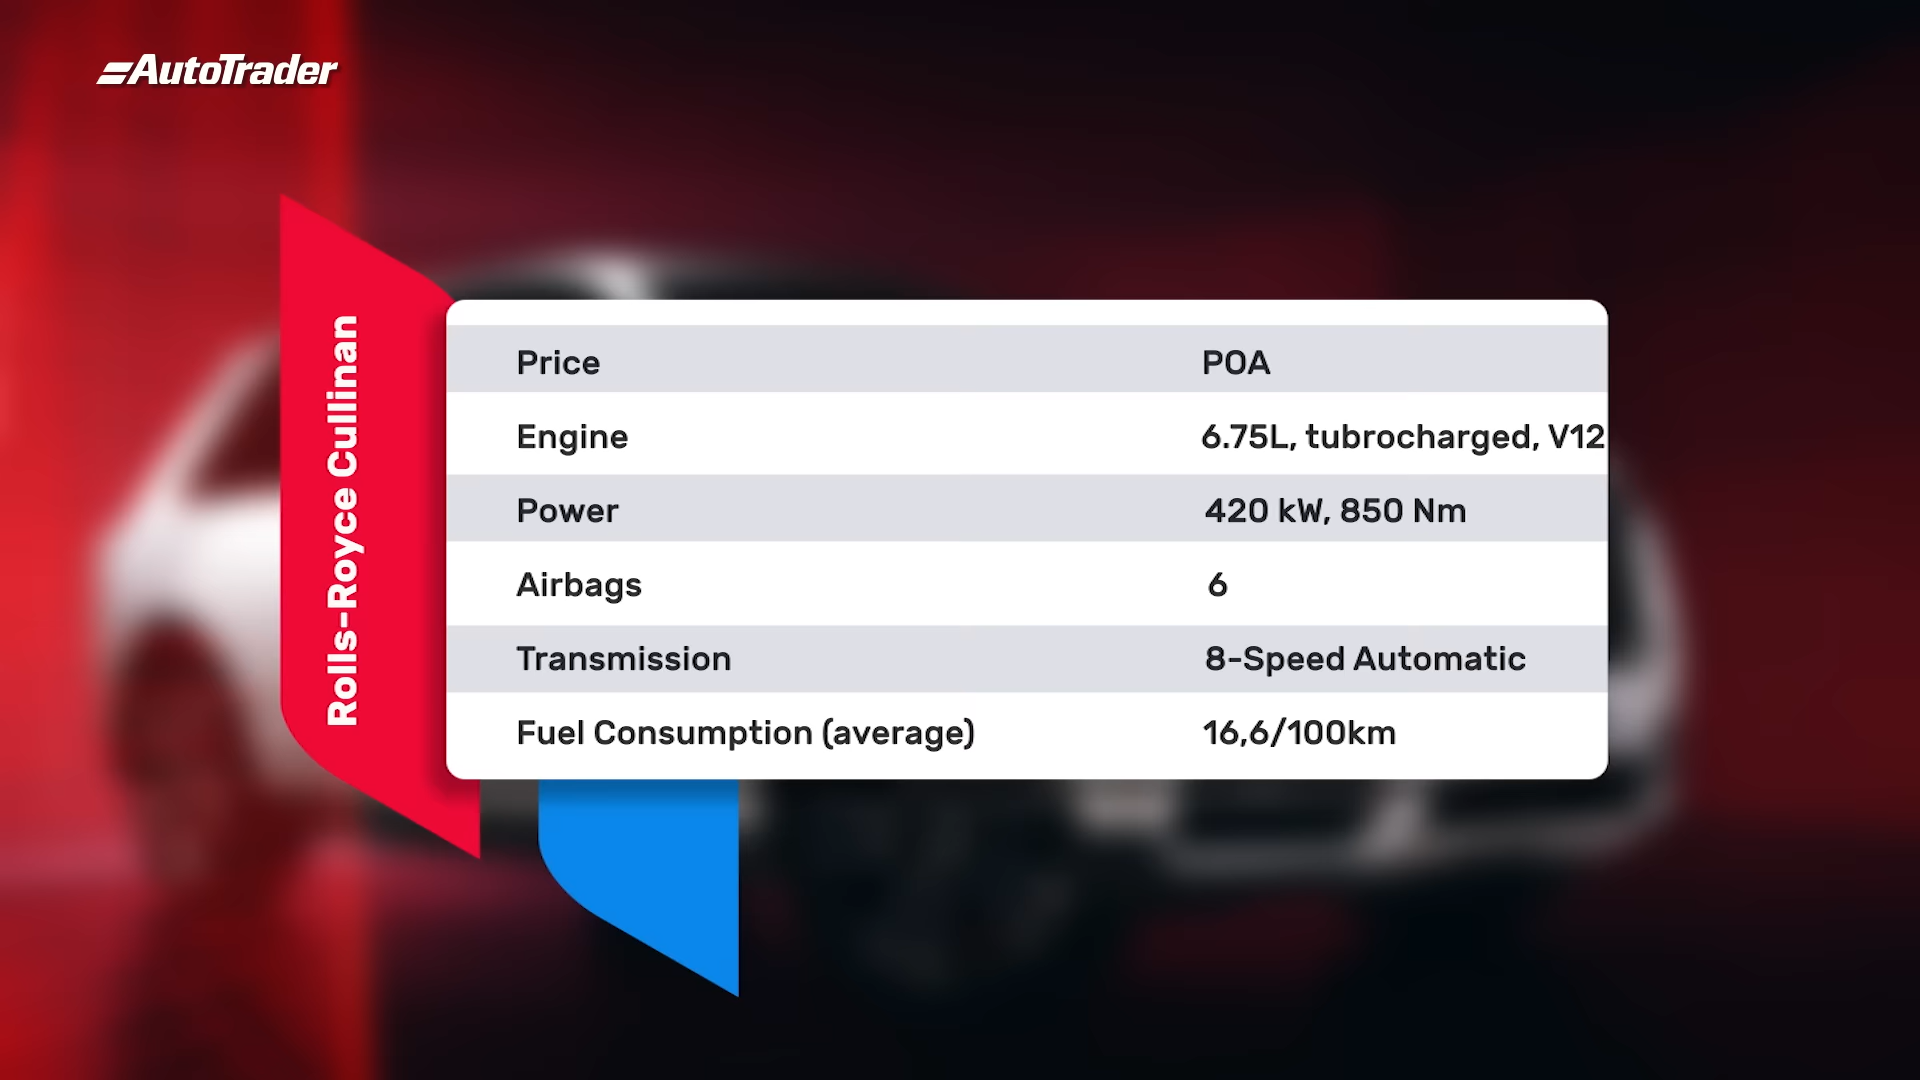 AutoTrader
Rolls-Royce Cullinan
Price POA
Engine 6.75L, tubrocharged, V12
Power 420 kW, 850 Nm
Airbags 6
Transmission 8-Speed Automatic
Fuel Consumption (average) 16,6/100km